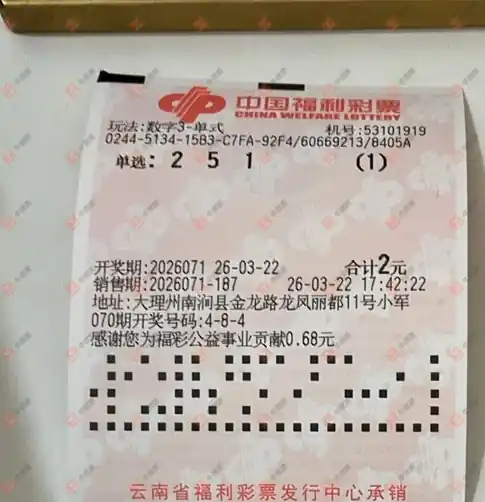 中国福利彩票
CHINA WELFARE LOTTERY
玩法:数字3-单式 机号:53101919
0244-5134-15B3-C7FA-92F4/60669213/8405A
单选: 2 5 1 (1)
开奖期:2026071 26-03-22 合计2元
销售期:2026071-187 26-03-22 17:42:22
地址:大理州南涧县金龙路龙凤丽都11号小军
070期开奖号码:4-8-4
感谢您为福彩公益事业贡献0.68元
云南省福利彩票发行中心承销